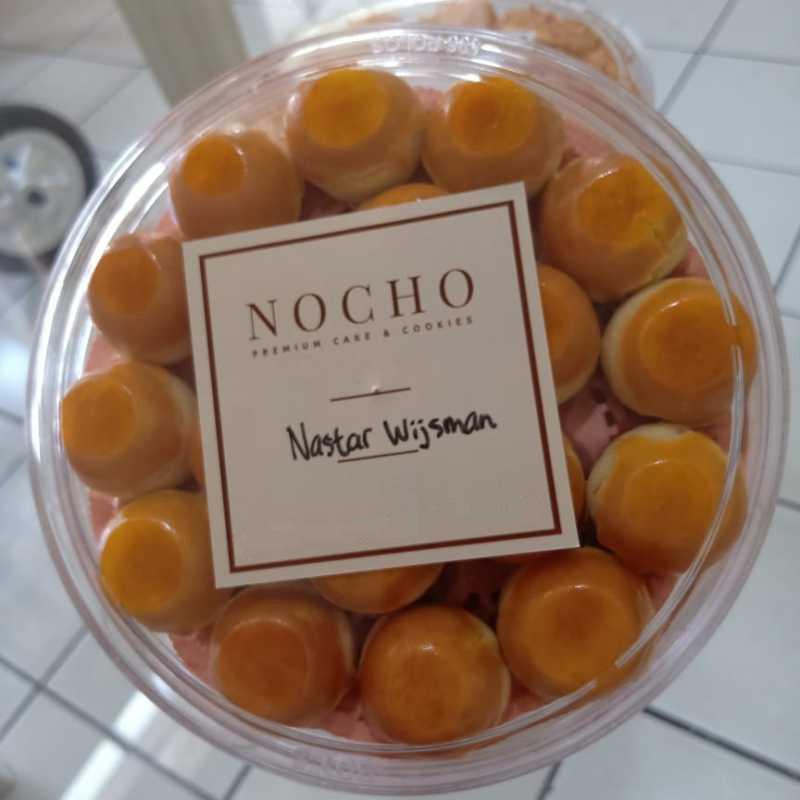 NOCHO
PREMIUM CAKE & COOKIES
Nastar Wijsman